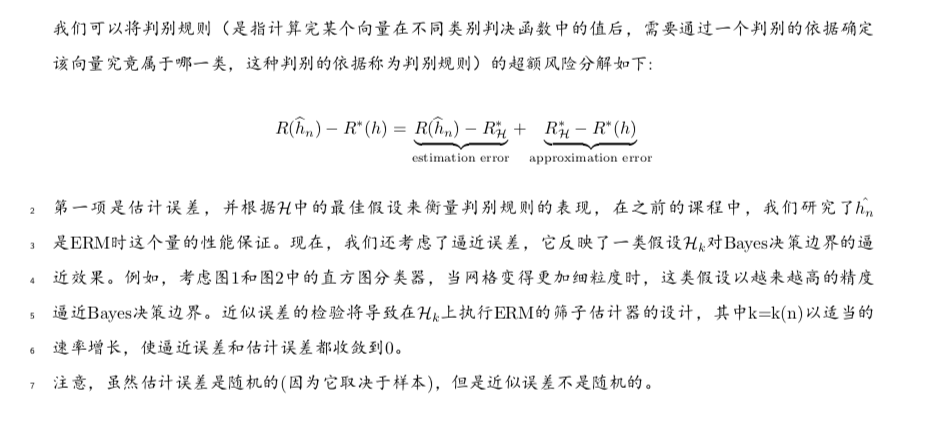 我们可以将判别规则（是指计算完某个向量在不同类别判决函数中的值后，需要通过一个判别的依据确定
该向量究竟属于哪一类，这种判别的依据称为判别规则）的超额风险分解如下:
$R(\widehat{h}_n) - R^*(h) = \underbrace{R(\widehat{h}_n) - R^*_{\mathcal{H}}}_{\text{estimation error}} + \underbrace{R^*_{\mathcal{H}} - R^*(h)}_{\text{approximation error}}$
2 第一项是估计误差，并根据$\mathcal{H}$中的最佳假设来衡量判别规则的表现，在之前的课程中，我们研究了$\hat{h_n}$
3 是ERM时这个量的性能保证。现在，我们还考虑了逼近误差，它反映了一类假设$\mathcal{H}_k$对Bayes决策边界的逼
4 近效果。例如，考虑图1和图2中的直方图分类器，当网格变得更加细粒度时，这类假设以越来越高的精度
5 逼近Bayes决策边界。近似误差的检验将导致在$\mathcal{H}_k$上执行ERM的筛子估计器的设计，其中k=k(n)以适当的
6 速率增长，使逼近误差和估计误差都收敛到0。
7 注意，虽然估计误差是随机的(因为它取决于样本)，但是近似误差不是随机的。